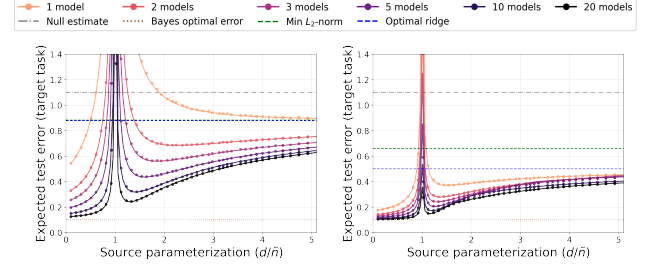 1 model
2 models
3 models
5 models
10 models
20 models
Null estimate
Bayes optimal error
Min L₂-norm
Optimal ridge
Expected test error (target task)
1.4
1.2
1.0
0.8
0.6
0.4
0.2
0.0
0
1
2
3
4
5
Source parameterization (d/ñ)
Expected test error (target task)
1.4
1.2
1.0
0.8
0.6
0.4
0.2
0.0
0
1
2
3
4
5
Source parameterization (d/ñ)